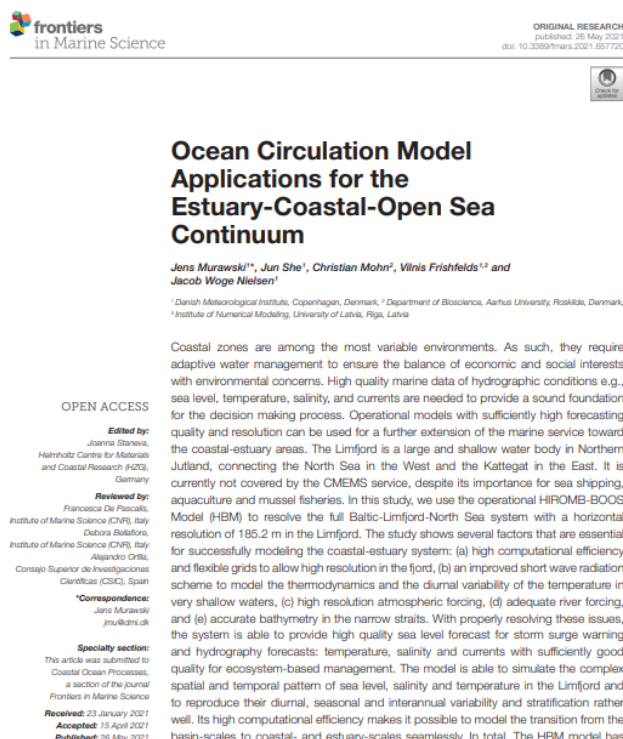 frontiers
in Marine Science
ORIGINAL RESEARCH
published: 26 May 2021
doi: 10.3389/fmars.2021.657720
Check for
updates
Ocean Circulation Model
Applications for the
Estuary-Coastal-Open Sea
Continuum
Jens Murawski1*, Jun She1, Christian Mohn2, Vilnis Frishfelds1,3 and
Jacob Woge Nielsen1
1 Danish Meteorological Institute, Copenhagen, Denmark, 2 Department of Bioscience, Aarhus University, Roskilde, Denmark,
3 Institute of Numerical Modeling, University of Latvia, Riga, Latvia
OPEN ACCESS
Edited by:
Joanna Staneva,
Helmholtz Centre for Materials
and Coastal Research (HZG),
Germany
Reviewed by:
Francesca De Pascalis,
Institute of Marine Science (CNR), Italy
Debora Bellafiore,
Institute of Marine Science (CNR), Italy
Alejandro Orfila,
Consejo Superior de Investigaciones
Científicas (CSIC), Spain
*Correspondence:
Jens Murawski
jmu@dmi.dk
Specialty section:
This article was submitted to
Coastal Ocean Processes,
a section of the journal
Frontiers in Marine Science
Received: 23 January 2021
Accepted: 15 April 2021
Published: 26 May 2021
Coastal zones are among the most variable environments. As such, they require
adaptive water management to ensure the balance of economic and social interests
with environmental concerns. High quality marine data of hydrographic conditions e.g.,
sea level, temperature, salinity, and currents are needed to provide a sound foundation
for the decision making process. Operational models with sufficiently high forecasting
quality and resolution can be used for a further extension of the marine service toward
the coastal-estuary areas. The Limfjord is a large and shallow water body in Northern
Jutland, connecting the North Sea in the West and the Kattegat in the East. It is
currently not covered by the CMEMS service, despite its importance for sea shipping,
aquaculture and mussel fisheries. In this study, we use the operational HIROMB-BOOS
Model (HBM) to resolve the full Baltic-Limfjord-North Sea system with a horizontal
resolution of 185.2 m in the Limfjord. The study shows several factors that are essential
for successfully modeling the coastal-estuary system: (a) high computational efficiency
and flexible grids to allow high resolution in the fjord, (b) an improved short wave radiation
scheme to model the thermodynamics and the diurnal variability of the temperature in
very shallow waters, (c) high resolution atmospheric forcing, (d) adequate river forcing,
and (e) accurate bathymetry in the narrow straits. With properly resolving these issues,
the system is able to provide high quality sea level forecast for storm surge warning
and hydrography forecasts: temperature, salinity and currents with sufficiently good
quality for ecosystem-based management. The model is able to simulate the complex
spatial and temporal pattern of sea level, salinity and temperature in the Limfjord and
to reproduce their diurnal, seasonal and interannual variability and stratification rather
well. Its high computational efficiency makes it possible to model the transition from the
basin-scales to coastal- and estuary-scales seamlessly. In total, The HBM model has